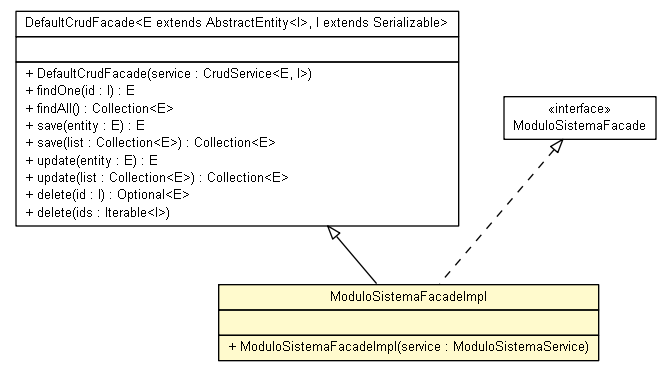 DefaultCrudFacade<E extends AbstractEntity<I>, I extends Serializable>
+ DefaultCrudFacade(service : CrudService<E, I>)
+ findOne(id : I) : E
+ findAll() : Collection<E>
+ save(entity : E) : E
+ save(list : Collection<E>) : Collection<E>
+ update(entity : E) : E
+ update(list : Collection<E>) : Collection<E>
+ delete(id : I) : Optional<E>
+ delete(ids : Iterable<I>)
«interface»
ModuloSistemaFacade
ModuloSistemaFacadeImpl
+ ModuloSistemaFacadeImpl(service : ModuloSistemaService)